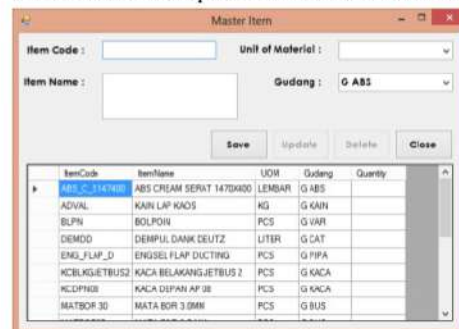 Master Item
Item Code : Unit of Material :
Item Name : Gudang : G ABS
Save Update Delete Close
ItemCode ItemName UOM Gudang Quantity
ABS_C_1147400 ABS CREAM SERAT 1470X400 LEMBAR G ABS
ADVAL KAIN LAP KAOS KG G KAIN
BLPN BOLPOIN PCS G VAR
DEMDD DEMPUL DANK DEUTZ LITER G CAT
ENG_FLAP_D ENGSEL FLAP DUCTING PCS G PIPA
KCBLKGJETBUS2 KACA BELAKANG JETBUS 2 PCS G KACA
KCDPN08 KACA DEPAN AP 08 PCS G KACA
MATBOR 30 MATA BOR 3.0MM PCS G BUS